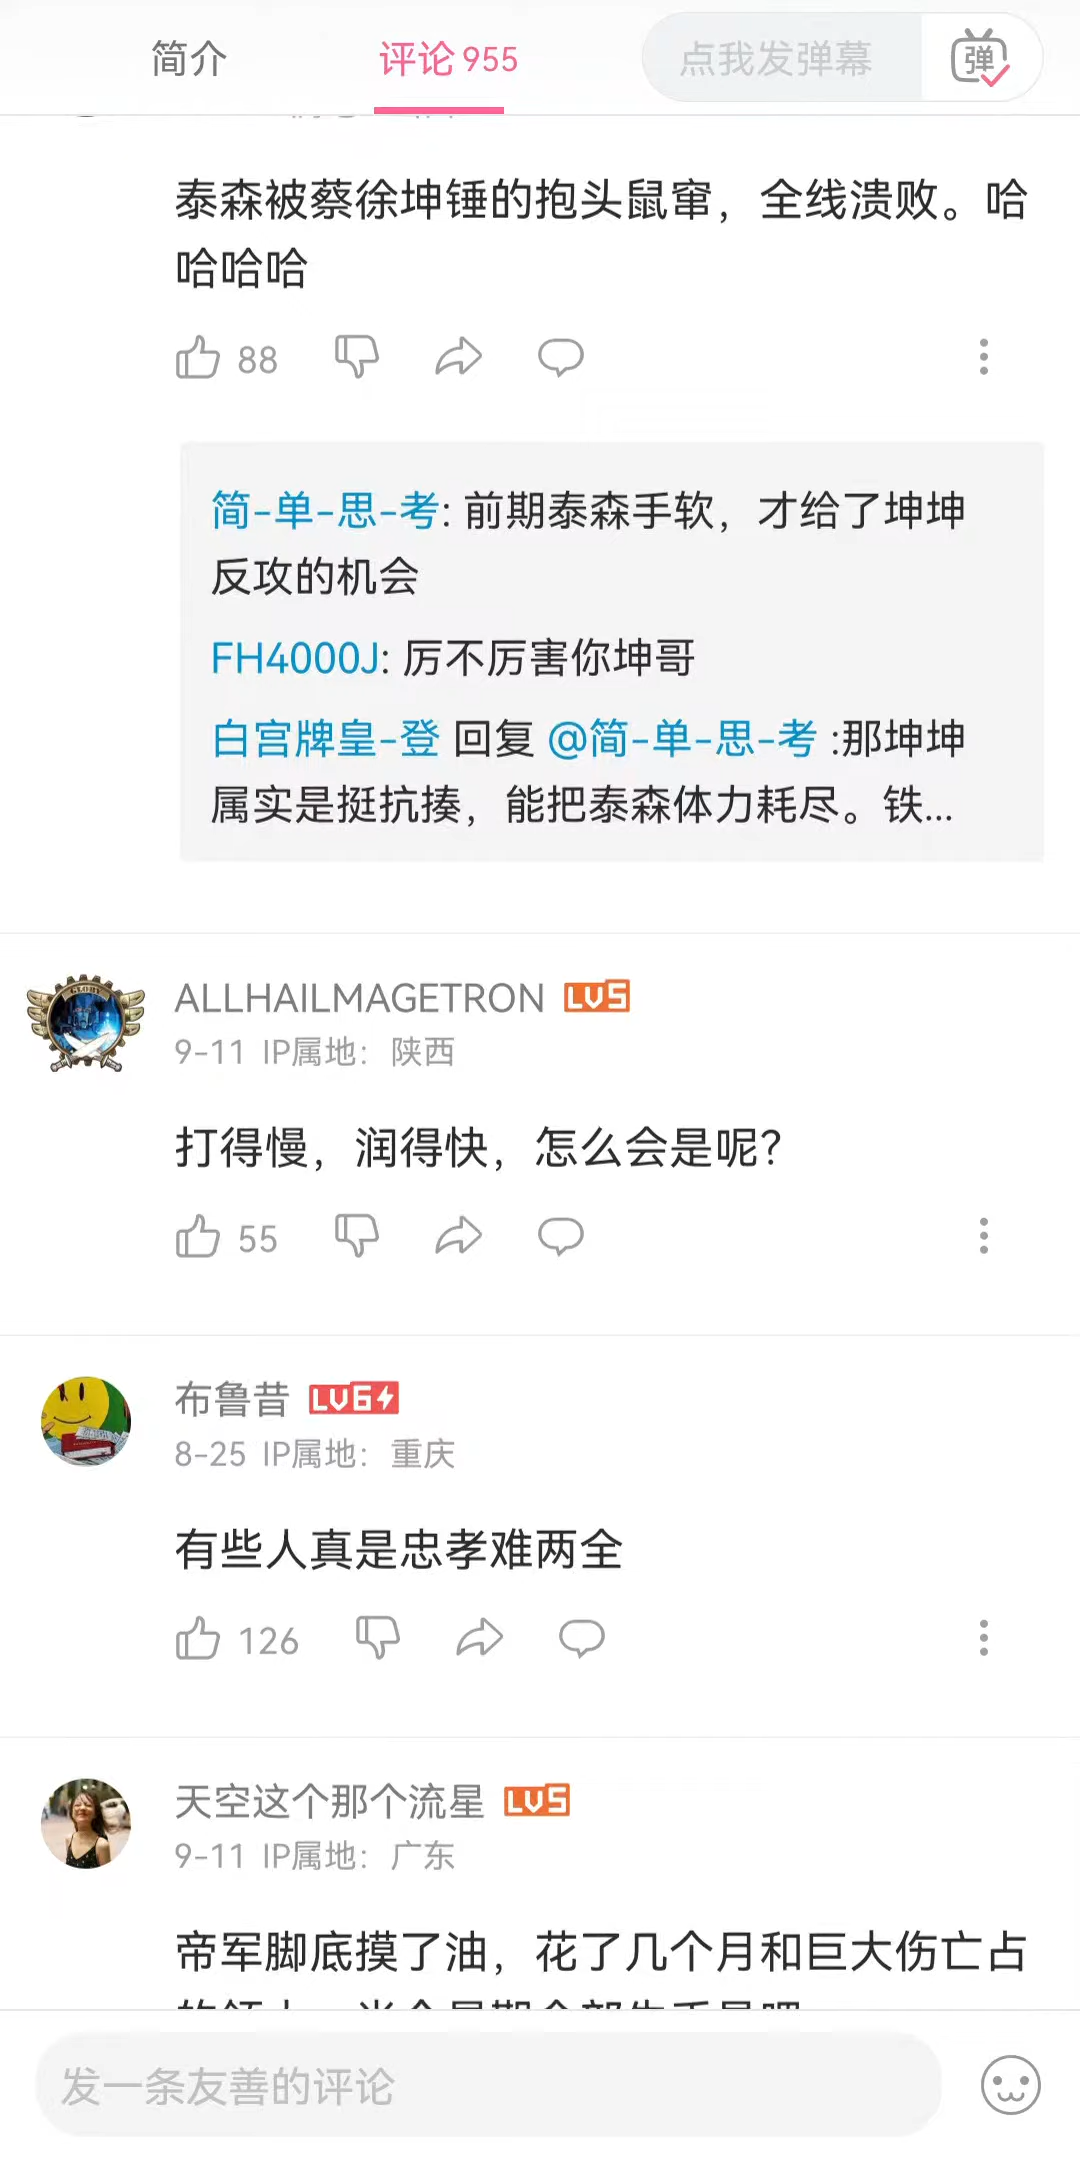 简介
评论 955
点我发弹幕
弹
泰森被蔡徐坤锤的抱头鼠窜，全线溃败。哈
哈哈哈
88
简-单-思-考: 前期泰森手软，才给了坤坤
反攻的机会
FH4000J: 厉不厉害你坤哥
白宫牌皇-登 回复 @简-单-思-考 :那坤坤
属实是挺抗揍，能把泰森体力耗尽。铁...
ALLHAILMAGETRON LV5
9-11 IP属地：陕西
打得慢，润得快，怎么会是呢？
55
布鲁昔 LV6
8-25 IP属地：重庆
有些人真是忠孝难两全
126
天空这个那个流星 LV5
9-11 IP属地：广东
帝军脚底摸了油，花了几个月和巨大伤亡占
发一条友善的评论